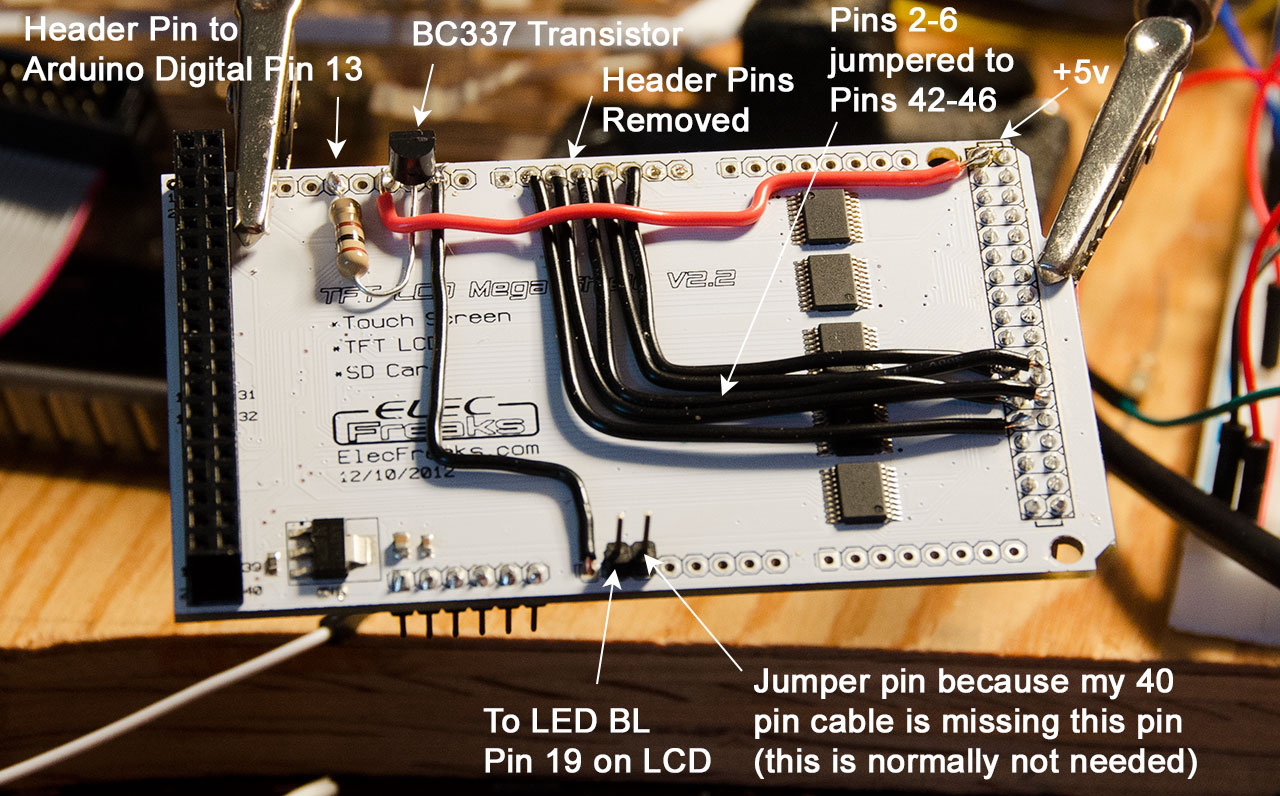 Header Pin to
Arduino Digital Pin 13
BC337 Transistor
Header Pins
Removed
Pins 2-6
jumpered to
Pins 42-46
+5v
TFT LCD Mega V2.2
*Touch Screen
*TFT LCD
*SD Car
31
32
ELEC
Freaks
ElecFreaks.com
12/10/2012
39
40
To LED BL
Pin 19 on LCD
Jumper pin because my 40
pin cable is missing this pin
(this is normally not needed)